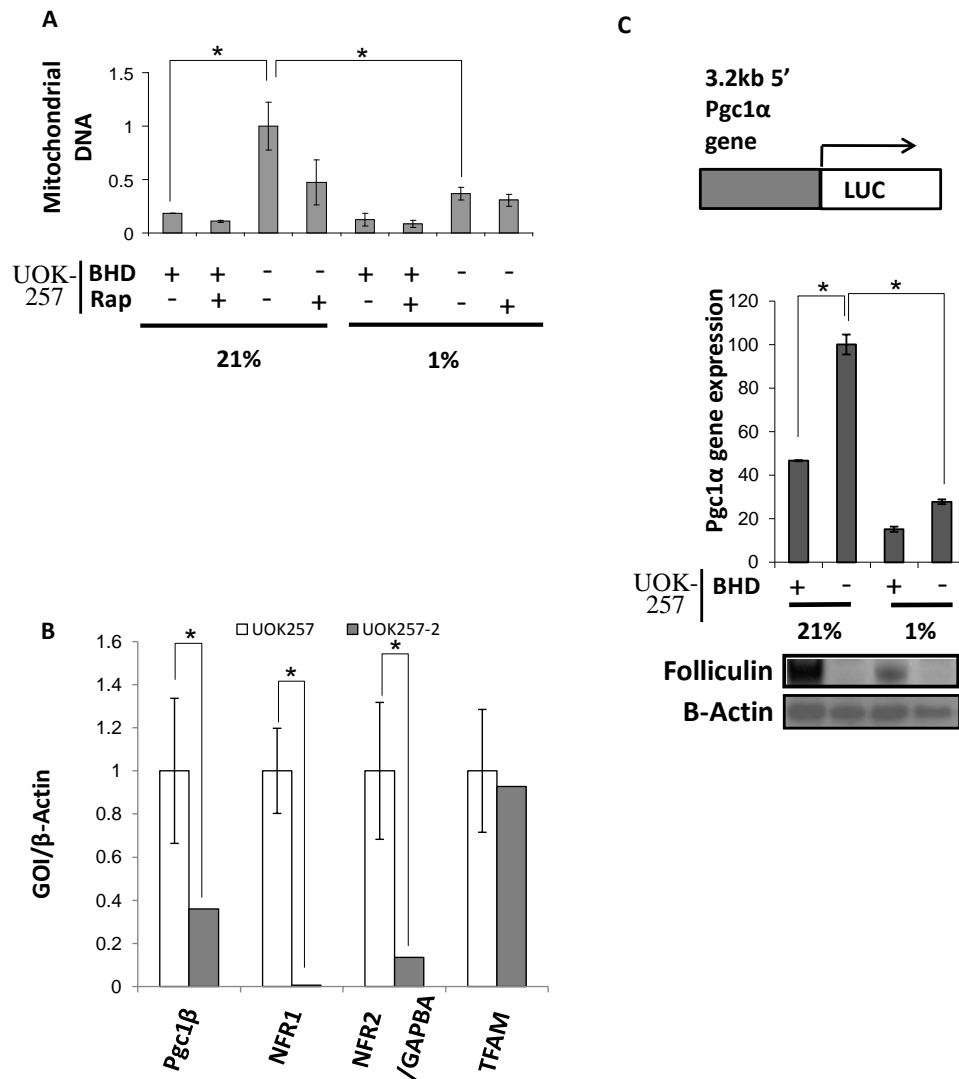 A
Mitochondrial
DNA
1.5
1
0.5
0
*
*
UOK-
257
BHD + + - - + + - -
Rap - + - + - + - +
21% 1%
B
□UOK257 ■UOK257-2
GOI/β-Actin
1.6
1.4
1.2
1
0.8
0.6
0.4
0.2
0
*
*
*
Pgc1β
NFR1
NFR2
/GAPBA
TFAM
C
3.2kb 5'
Pgc1α
gene
LUC
Pgc1α gene expression
120
100
80
60
40
20
0
*
*
UOK-
257
BHD + - + -
21% 1%
Folliculin
B-Actin